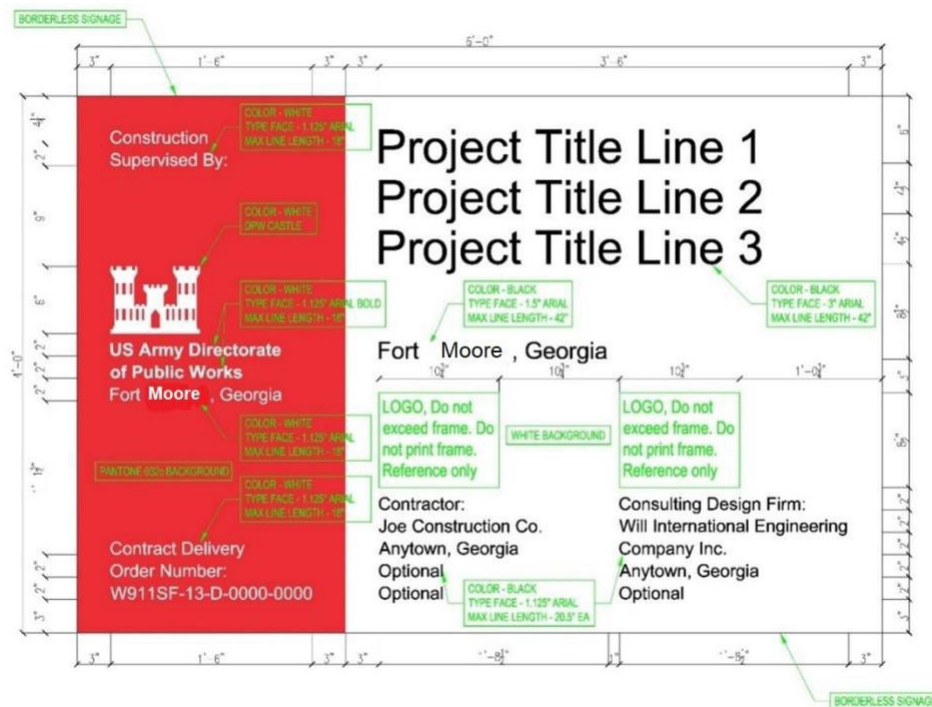 BORDERLESS SIGNAGE
6'-0"
3"
1'-6"
3"
3'-6"
3"
Construction
Supervised By:
COLOR - WHITE
TYPE FACE - 1.125" ARIAL
MAX LINE LENGTH - 18"
Project Title Line 1
Project Title Line 2
Project Title Line 3
COLOR - WHITE
DPW CASTLE
COLOR - WHITE
TYPE FACE - 1.125" ARIAL BOLD
MAX LINE LENGTH - 18"
COLOR - BLACK
TYPE FACE - 1.5" ARIAL
MAX LINE LENGTH - 42"
COLOR - BLACK
TYPE FACE - 3" ARIAL
MAX LINE LENGTH - 42"
US Army Directorate
of Public Works
Fort Moore , Georgia
Fort Moore , Georgia
4'-0"
2"
9"
6"
2"
2"
2"
2"
2"
2"
3"
COLOR - WHITE
TYPE FACE - 1.125" ARIAL
MAX LINE LENGTH - 18"
LOGO, Do not
exceed frame. Do
not print frame.
Reference only
WHITE BACKGROUND
LOGO, Do not
exceed frame. Do
not print frame.
Reference only
PANTONE 032c BACKGROUND
COLOR - WHITE
TYPE FACE - 1.125" ARIAL
MAX LINE LENGTH - 18"
Contract Delivery
Order Number:
W911SF-13-D-0000-0000
Contractor:
Joe Construction Co.
Anytown, Georgia
Optional
Optional
Consulting Design Firm:
Will International Engineering
Company Inc.
Anytown, Georgia
Optional
COLOR - BLACK
TYPE FACE - 1.125" ARIAL
MAX LINE LENGTH - 20.5" EA
3"
1'-6"
3"
3"
BORDERLESS SIGNAGE